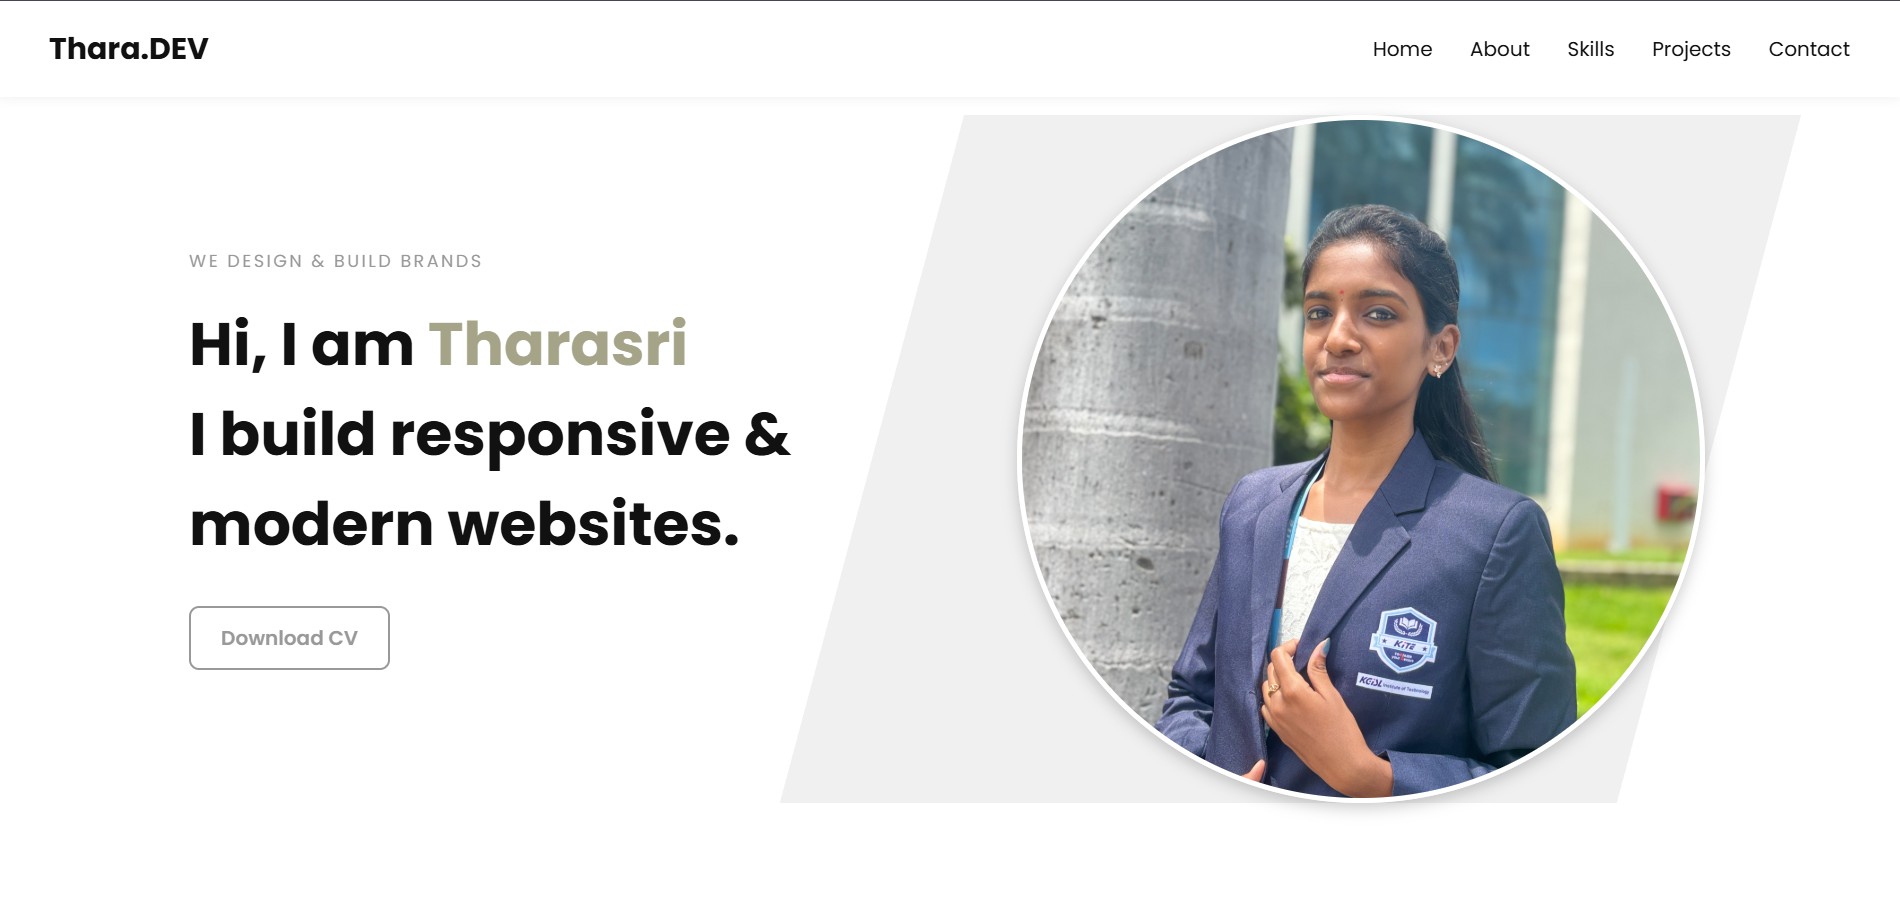 Thara.DEV
Home About Skills Projects Contact
WE DESIGN & BUILD BRANDS
Hi, I am Tharasri
I build responsive &
modern websites.
Download CV
KiTE
KGiSL Institute of Technology